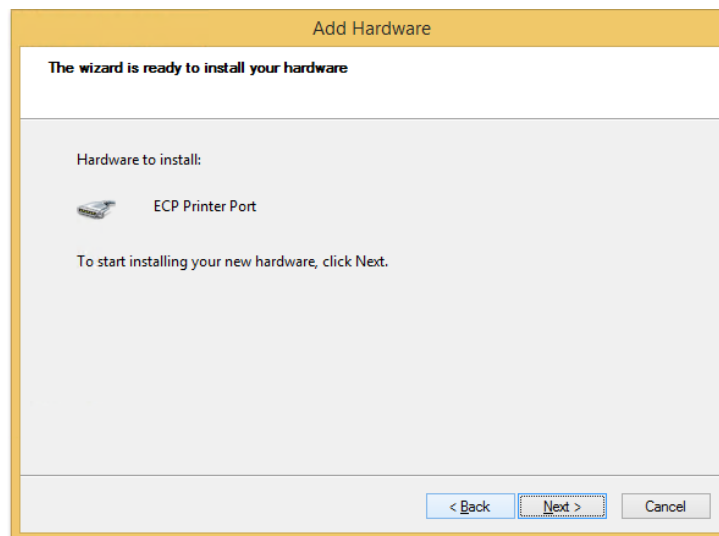 Add Hardware
The wizard is ready to install your hardware
Hardware to install:
ECP Printer Port
To start installing your new hardware, click Next.
< Back Next > Cancel